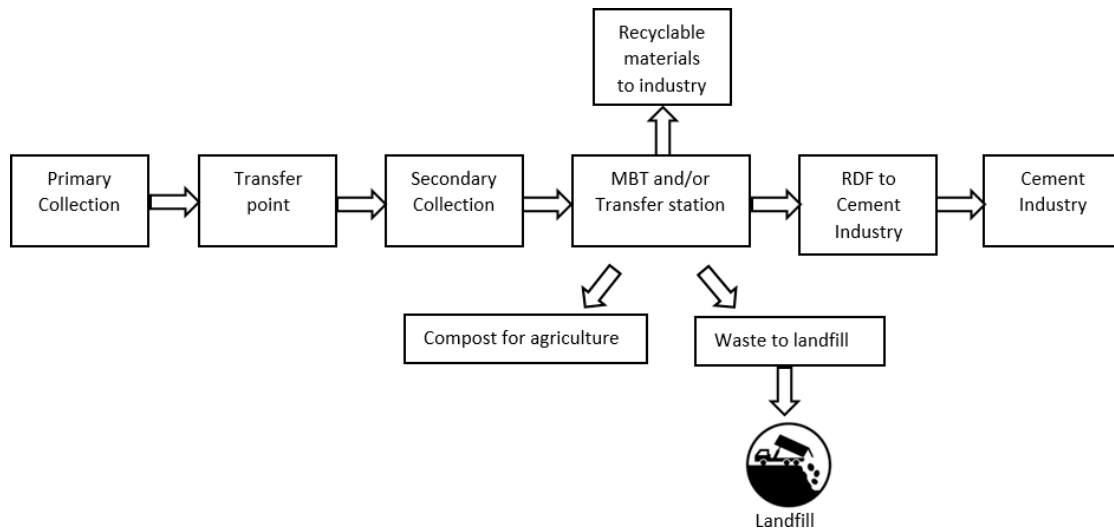 Recyclable
materials
to industry
Primary
Collection
Transfer
point
Secondary
Collection
MBT and/or
Transfer station
RDF to
Cement
Industry
Cement
Industry
Compost for agriculture
Waste to landfill
Landfill